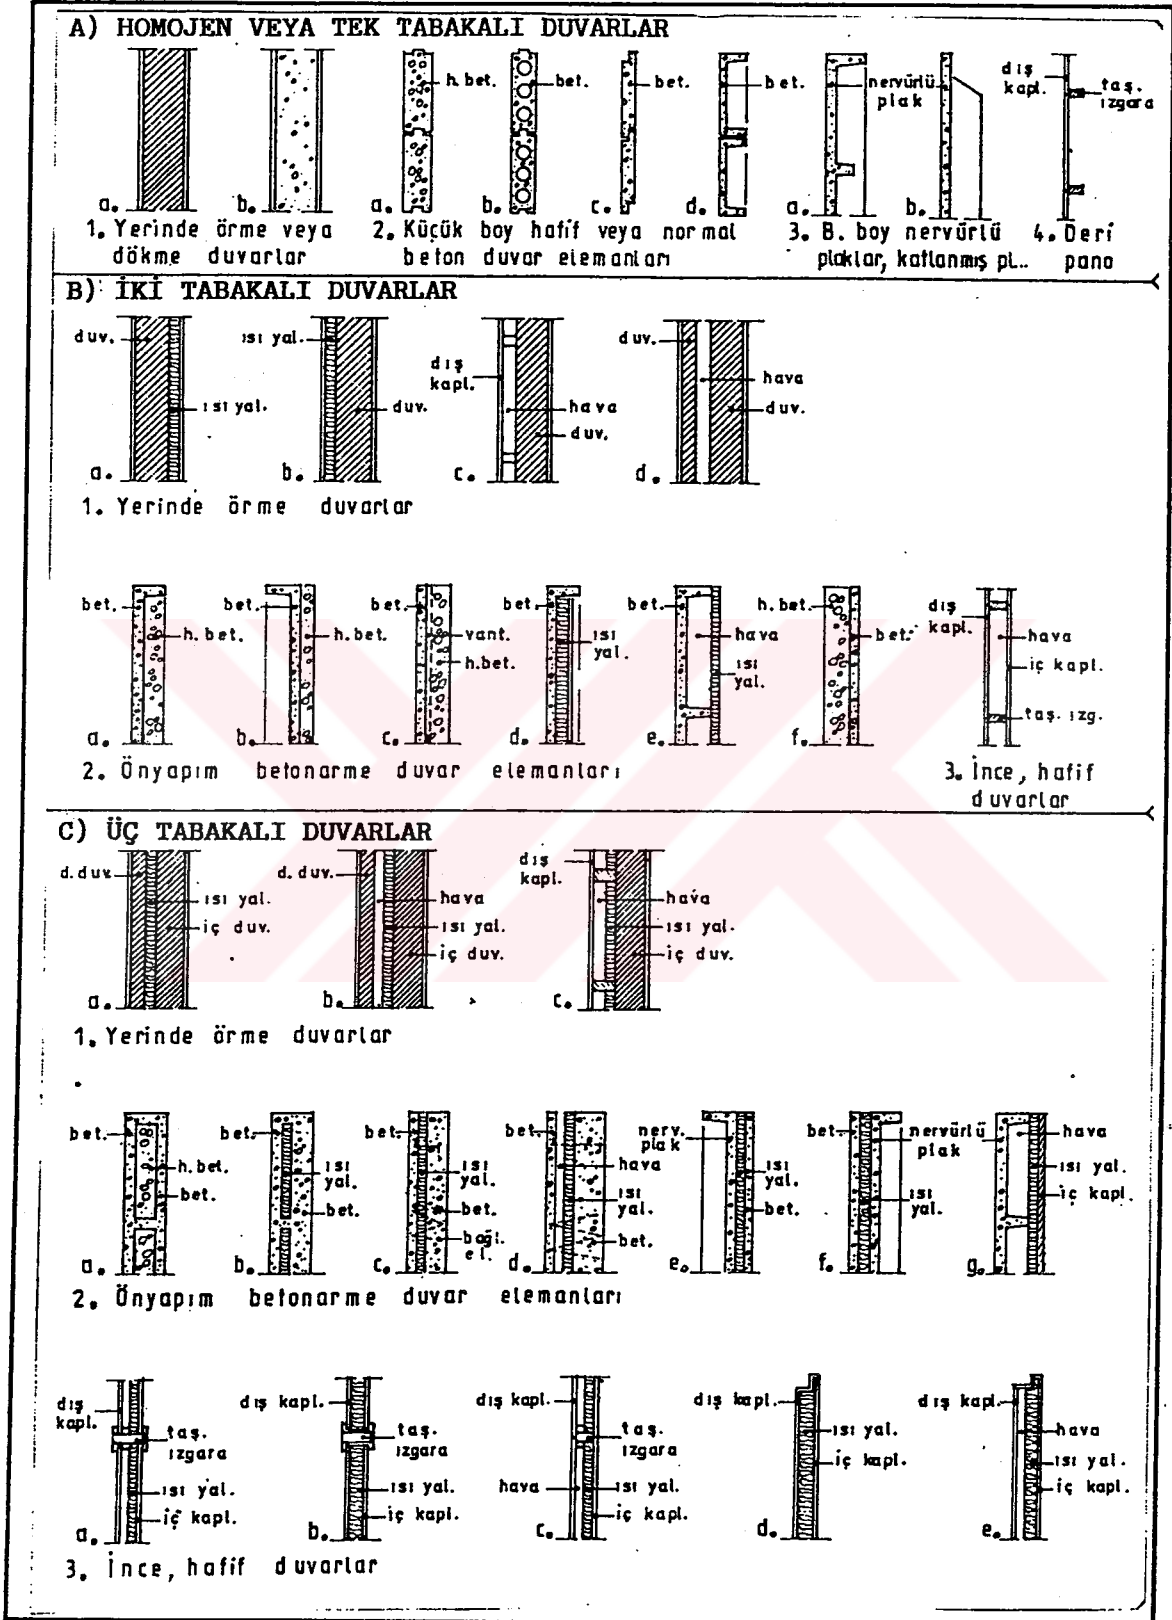 A) HOMOJEN VEYA TEK TABAKALI DUVARLAR
h.bet.
bet.
bet.
bet.
nervürlü
plak
dış
kapl.
taş.
ızgara
a.
b.
a.
b.
c.
d.
a.
b.
1. Yerinde örme veya
dökme duvarlar
2. Küçük boy hafif veya normal
beton duvar elemanları
3. B. boy nervürlü
plaklar, katlanmış pl..
4. Deri
pano
B) İKİ TABAKALI DUVARLAR
duv.
ısı yal.
ısı yal.
duv.
dış
kapl.
hava
duv.
duv.
hava
duv.
a.
b.
c.
d.
1. Yerinde örme duvarlar
bet.
h.bet.
bet.
h.bet.
bet.
vant.
h.bet.
bet.
ısı
yal.
bet.
hava
ısı
yal.
h.bet.
bet.
dış
kapl.
hava
iç kapl.
taş. ızg.
a.
b.
c.
d.
e.
f.
2. Önyapım betonarme duvar elemanları
3. İnce, hafif
duvarlar
C) ÜÇ TABAKALI DUVARLAR
d.duv.
ısı yal.
iç duv.
d.duv.
hava
ısı yal.
iç duv.
dış
kapl.
hava
ısı yal.
iç duv.
a.
b.
c.
1. Yerinde örme duvarlar
bet.
h.bet.
bet.
bet.
ısı
yal.
bet.
bet.
ısı
yal.
bet.
bağl.
el.
bet.
hava
ısı
yal.
bet.
nerv.
plak
ısı
yal.
bet.
bet.
nervürlü
plak
ısı
yal.
hava
ısı yal.
iç kapl.
a.
b.
c.
d.
e.
f.
g.
2. Önyapım betonarme duvar elemanları
dış
kapl.
taş.
ızgara
ısı yal.
iç kapl.
dış kapl.
taş.
ızgara
ısı yal.
iç kapl.
dış kapl.
taş.
ızgara
hava
ısı yal.
iç kapl.
dış kapl.
ısı yal.
iç kapl.
dış kapl.
hava
ısı yal.
iç kapl.
a.
b.
c.
d.
e.
3. İnce, hafif duvarlar